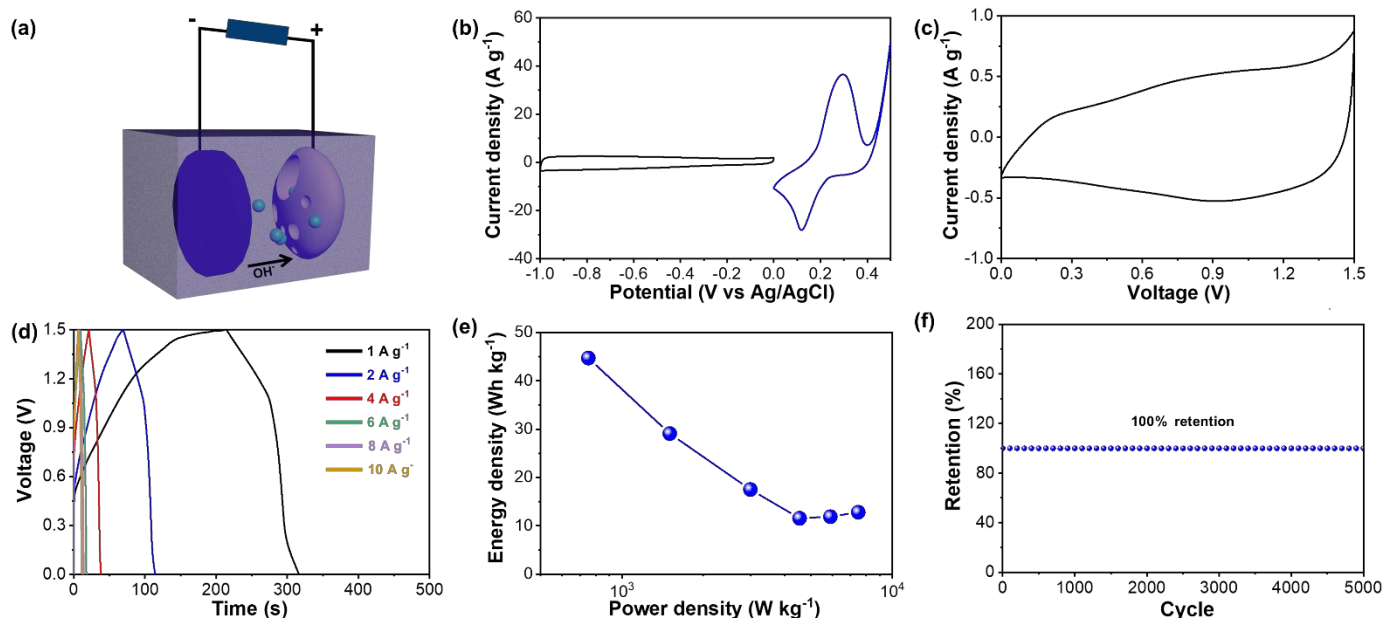 (a)
-
+
OH⁻
(b)
Current density (A g⁻¹)
60
40
20
0
-20
-40
-1.0 -0.8 -0.6 -0.4 -0.2 0.0 0.2 0.4
Potential (V vs Ag/AgCl)
(c)
Current density (A g⁻¹)
1.0
0.5
0.0
-0.5
-1.0
0.0 0.3 0.6 0.9 1.2 1.5
Voltage (V)
(d)
Voltage (V)
1.5
1.2
0.9
0.6
0.3
0.0
1 A g⁻¹
2 A g⁻¹
4 A g⁻¹
6 A g⁻¹
8 A g⁻¹
10 A g⁻
0 100 200 300 400 500
Time (s)
(e)
Energy density (Wh kg⁻¹)
50
45
40
35
30
25
20
15
10
5
0
10³ 10⁴
Power density (W kg⁻¹)
(f)
Retention (%)
200
160
120
80
40
0
100% retention
0 1000 2000 3000 4000 5000
Cycle